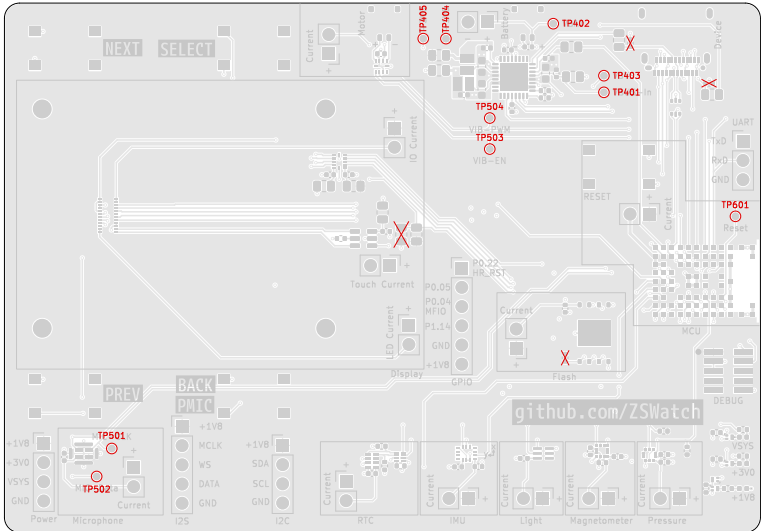 TP405
TP404
Motor
Battery
TP402
Device
Current
NEXT
SELECT
TP403
TP401
TP504
VIB-PWM
UART
TxD
IO Current
TP503
VIB-EN
RxD
GND
RESET
Current
TP601
Reset
P0.22
HR_RST
Touch Current
P0.05
P0.04
MFIO
Current
LED Current
P1.14
MCU
GND
+1V8
Display
GPIO
Flash
PREV
BACK
PMIC
DEBUG
github.com/ZSWatch
+1V8
TP501
+1V8
MCLK
+1V8
VSYS
+3V0
WS
SDA
+3V0
VSYS
TP502
DATA
SCL
Current
Current
Current
Current
Current
GND
Current
GND
GND
+1V8
Power
Microphone
I2S
I2C
RTC
IMU
Light
Magnetometer
Pressure